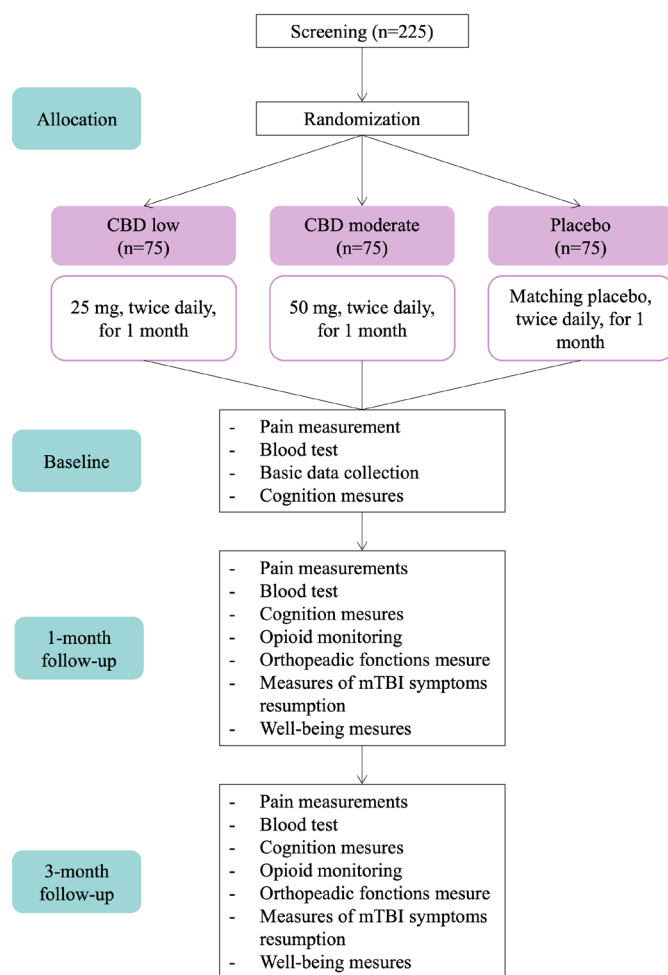 Screening (n=225)
Allocation
Randomization
CBD low
(n=75)
CBD moderate
(n=75)
Placebo
(n=75)
25 mg, twice daily,
for 1 month
50 mg, twice daily,
for 1 month
Matching placebo,
twice daily, for 1
month
Baseline
- Pain measurement
- Blood test
- Basic data collection
- Cognition mesures
1-month
follow-up
- Pain measurements
- Blood test
- Cognition mesures
- Opioid monitoring
- Orthopeadic fonctions mesure
- Measures of mTBI symptoms
resumption
- Well-being mesures
3-month
follow-up
- Pain measurements
- Blood test
- Cognition mesures
- Opioid monitoring
- Orthopeadic fonctions mesure
- Measures of mTBI symptoms
resumption
- Well-being mesures